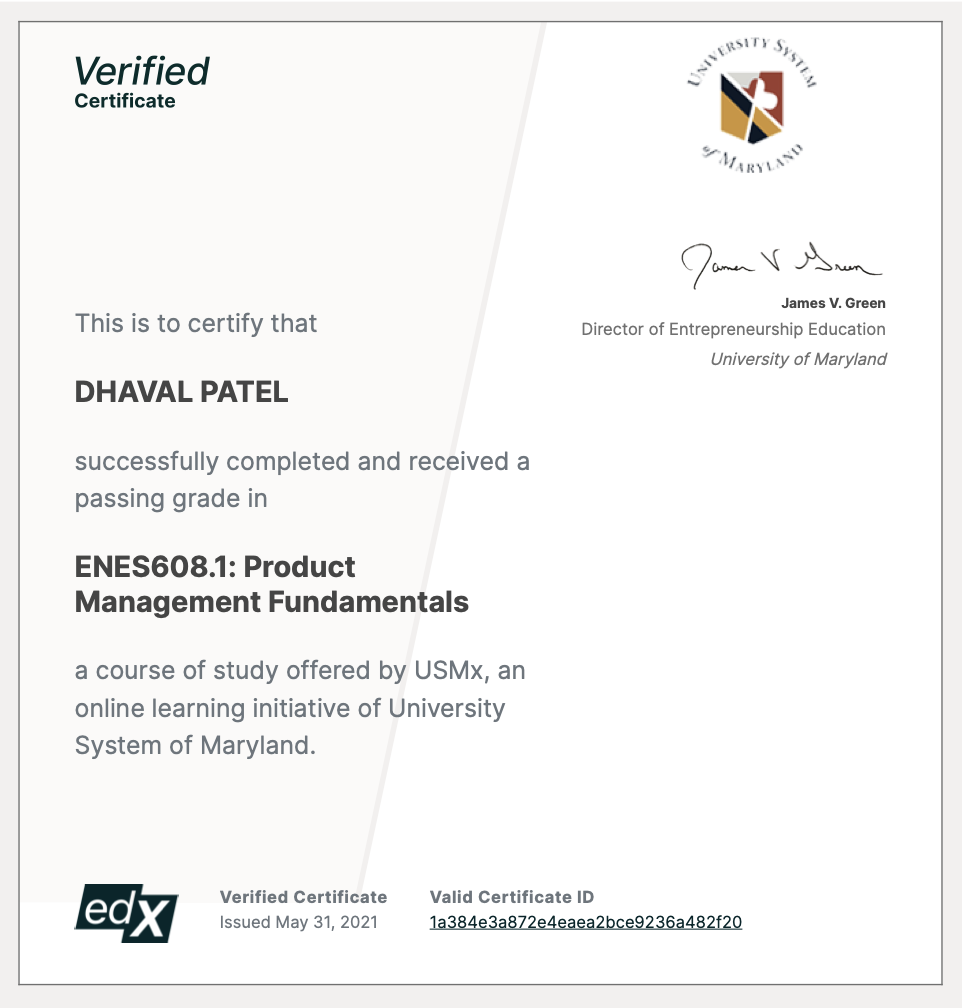 Verified
Certificate
UNIVERSITY SYSTEM
of MARYLAND
James V Green
James V. Green
Director of Entrepreneurship Education
University of Maryland
This is to certify that
DHAVAL PATEL
successfully completed and received a
passing grade in
ENES608.1: Product
Management Fundamentals
a course of study offered by USMx, an
online learning initiative of University
System of Maryland.
edX
Verified Certificate
Issued May 31, 2021
Valid Certificate ID
1a384e3a872e4eaea2bce9236a482f20